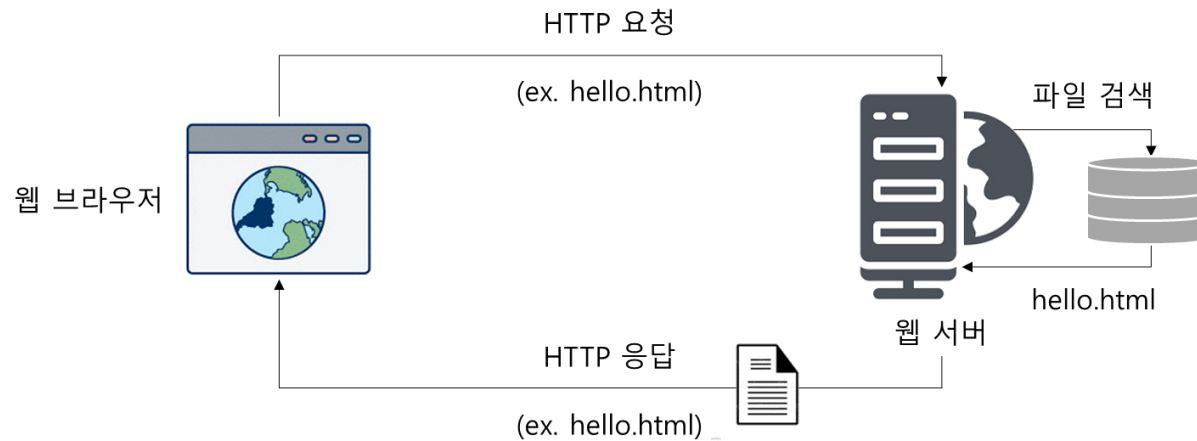 HTTP 요청
(ex. hello.html)
파일 검색
웹 브라우저
hello.html
웹 서버
HTTP 응답
(ex. hello.html)